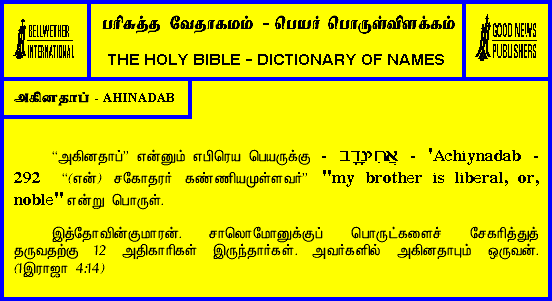 BELLWETHER
INTERNATIONAL
பரிசுத்த வேதாகமம் - பெயர் பொருள்விளக்கம்
THE HOLY BIBLE - DICTIONARY OF NAMES
GOOD NEWS
PUBLISHERS
அகினதாப் - AHINADAB
“அகினதாப்” என்னும் எபிரெய பெயருக்கு - אֲחִינָדָב - 'Achiynadab -
292 “(என்) சகோதரர் கண்ணியமுள்ளவர்” "my brother is liberal, or,
noble" என்று பொருள்.
இத்தோவின்குமாரன். சாலொமோனுக்குப் பொருட்களைச் சேகரித்துத்
தருவதற்கு 12 அதிகாரிகள் இருந்தார்கள். அவர்களில் அகினதாபும் ஒருவன்.
(1இராஜா 4:14)